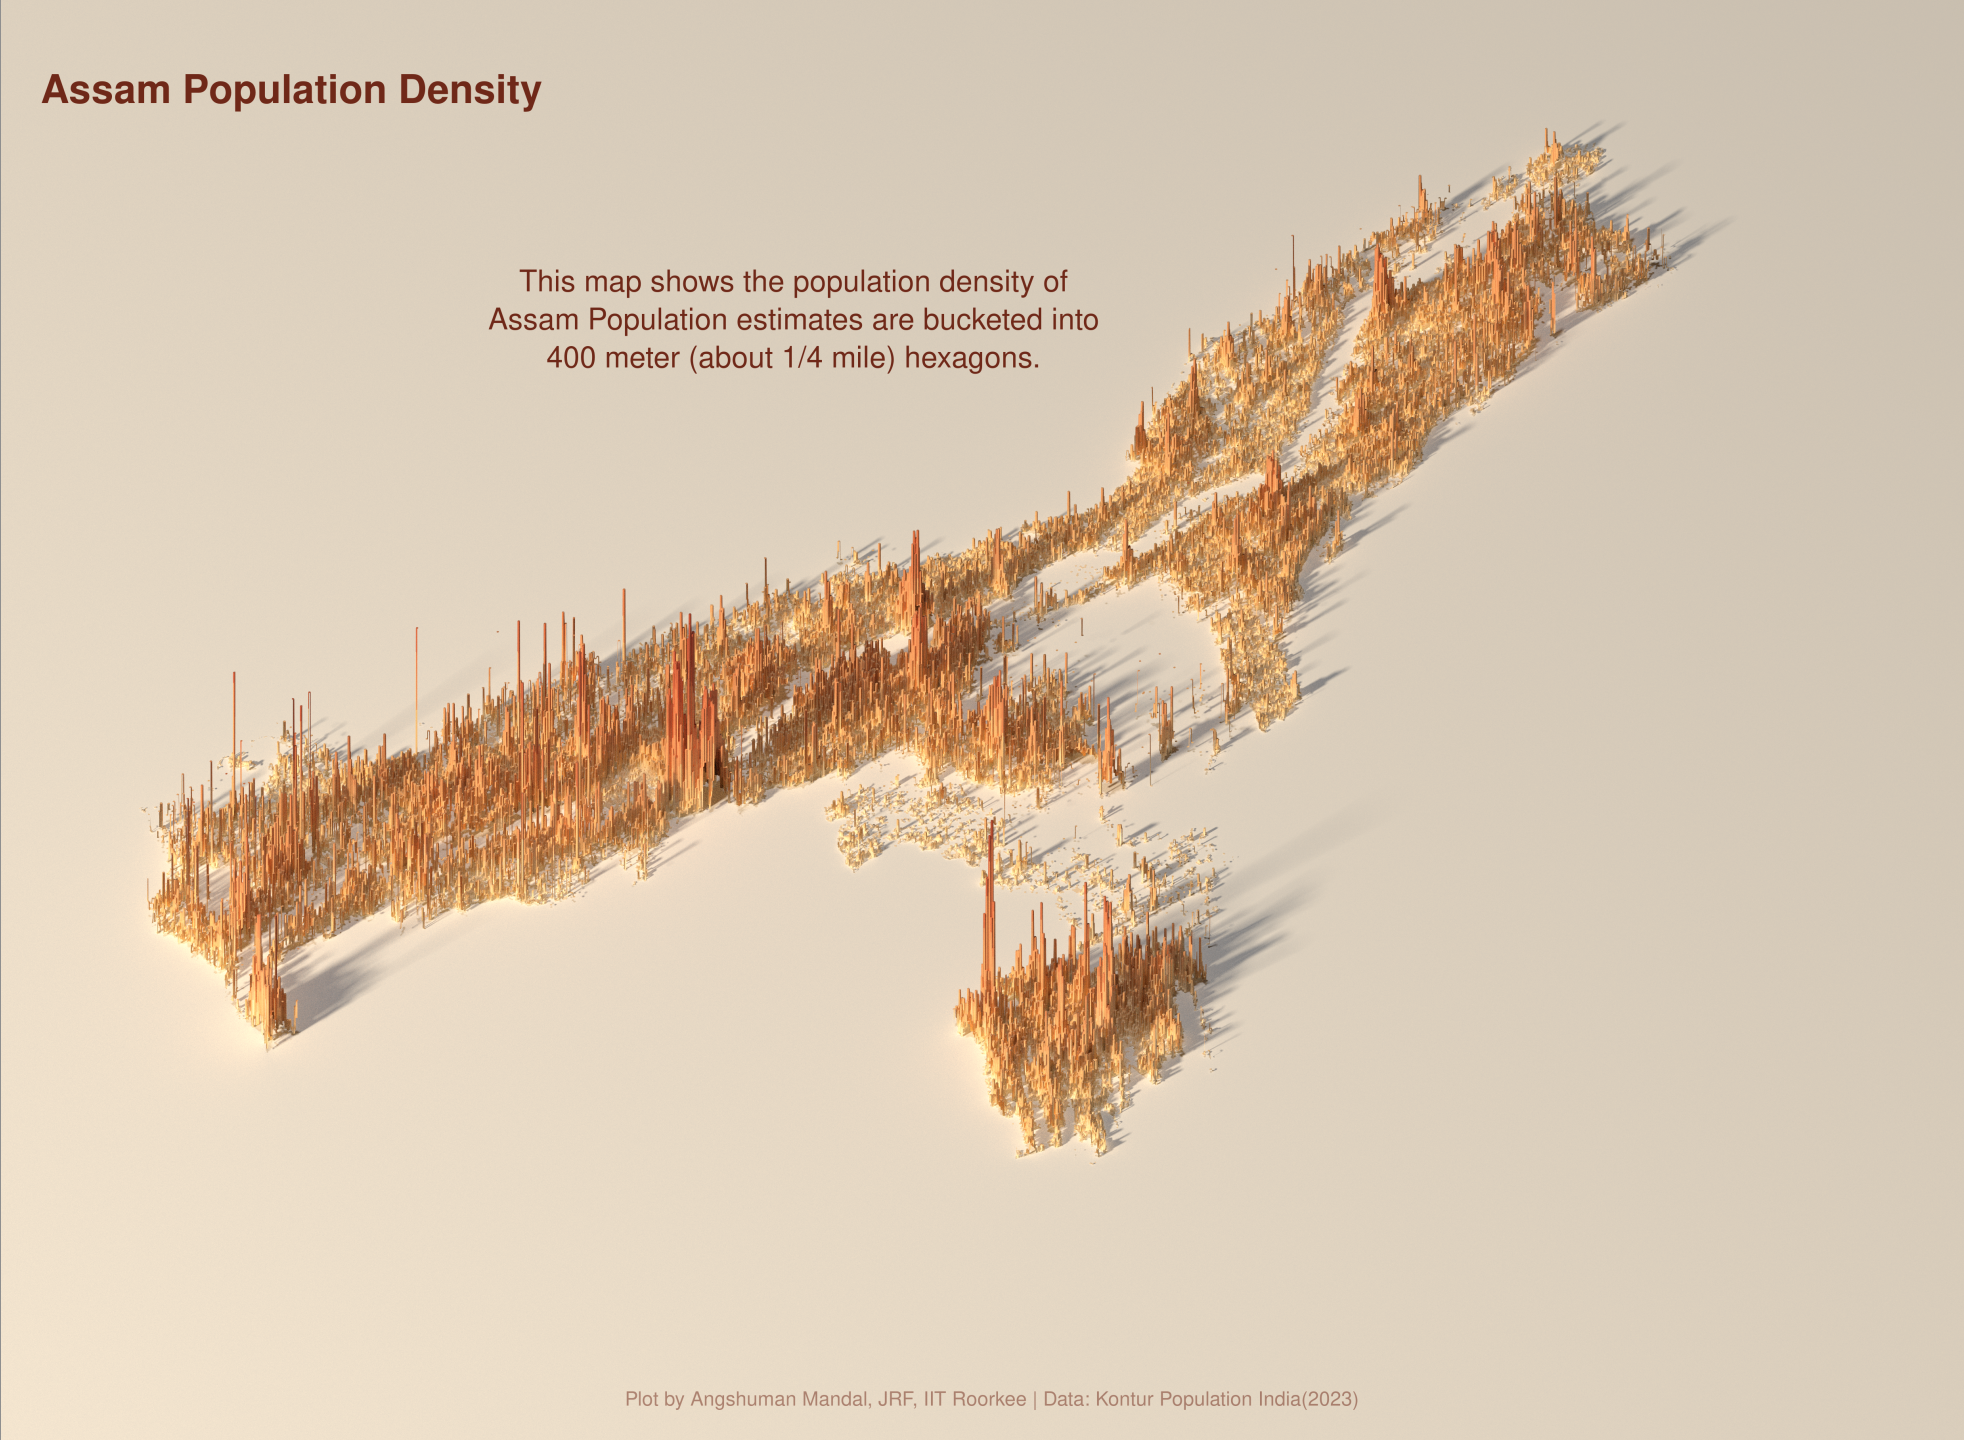 Assam Population Density
This map shows the population density of
Assam Population estimates are bucketed into
400 meter (about 1/4 mile) hexagons.
Plot by Angshuman Mandal, JRF, IIT Roorkee | Data: Kontur Population India(2023)